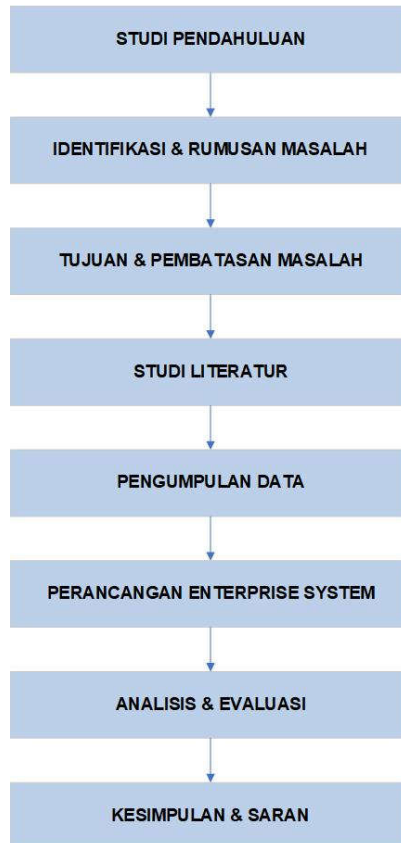 STUDI PENDAHULUAN
IDENTIFIKASI & RUMUSAN MASALAH
TUJUAN & PEMBATASAN MASALAH
STUDI LITERATUR
PENGUMPULAN DATA
PERANCANGAN ENTERPRISE SYSTEM
ANALISIS & EVALUASI
KESIMPULAN & SARAN